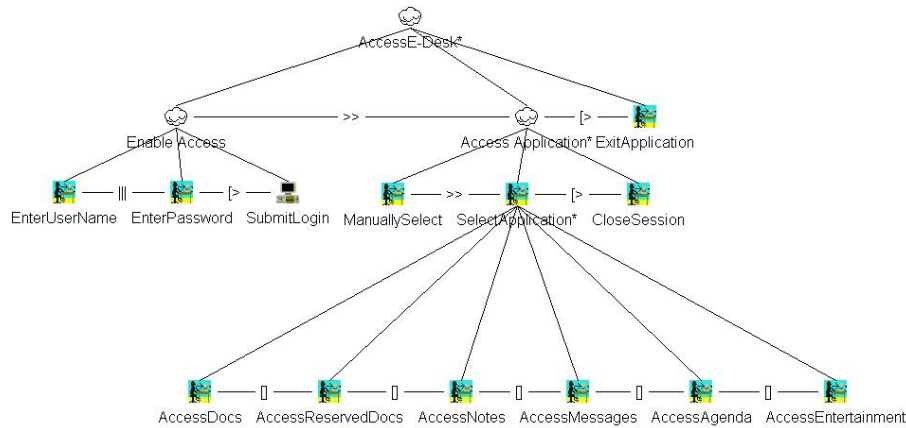 AccessE-Desk*
>>
[>
Enable Access
Access Application*
ExitApplication
|||
[>
>>
[>
EnterUserName
EnterPassword
SubmitLogin
ManuallySelect
SelectApplication*
CloseSession
[]
[]
[]
[]
[]
AccessDocs
AccessReservedDocs
AccessNotes
AccessMessages
AccessAgenda
AccessEntertainment